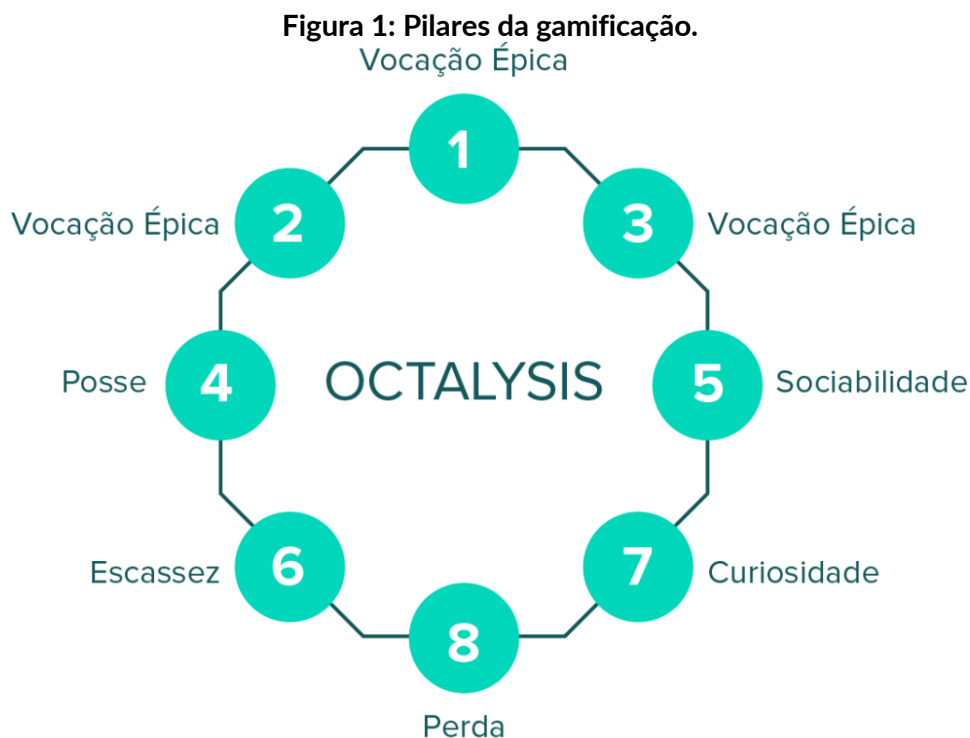 Figura 1: Pilares da gamificação.
Vocação Épica
1
Vocação Épica
2
3
Vocação Épica
Posse
4
OCTALYSIS
5
Sociabilidade
Escassez
6
7
Curiosidade
8
Perda